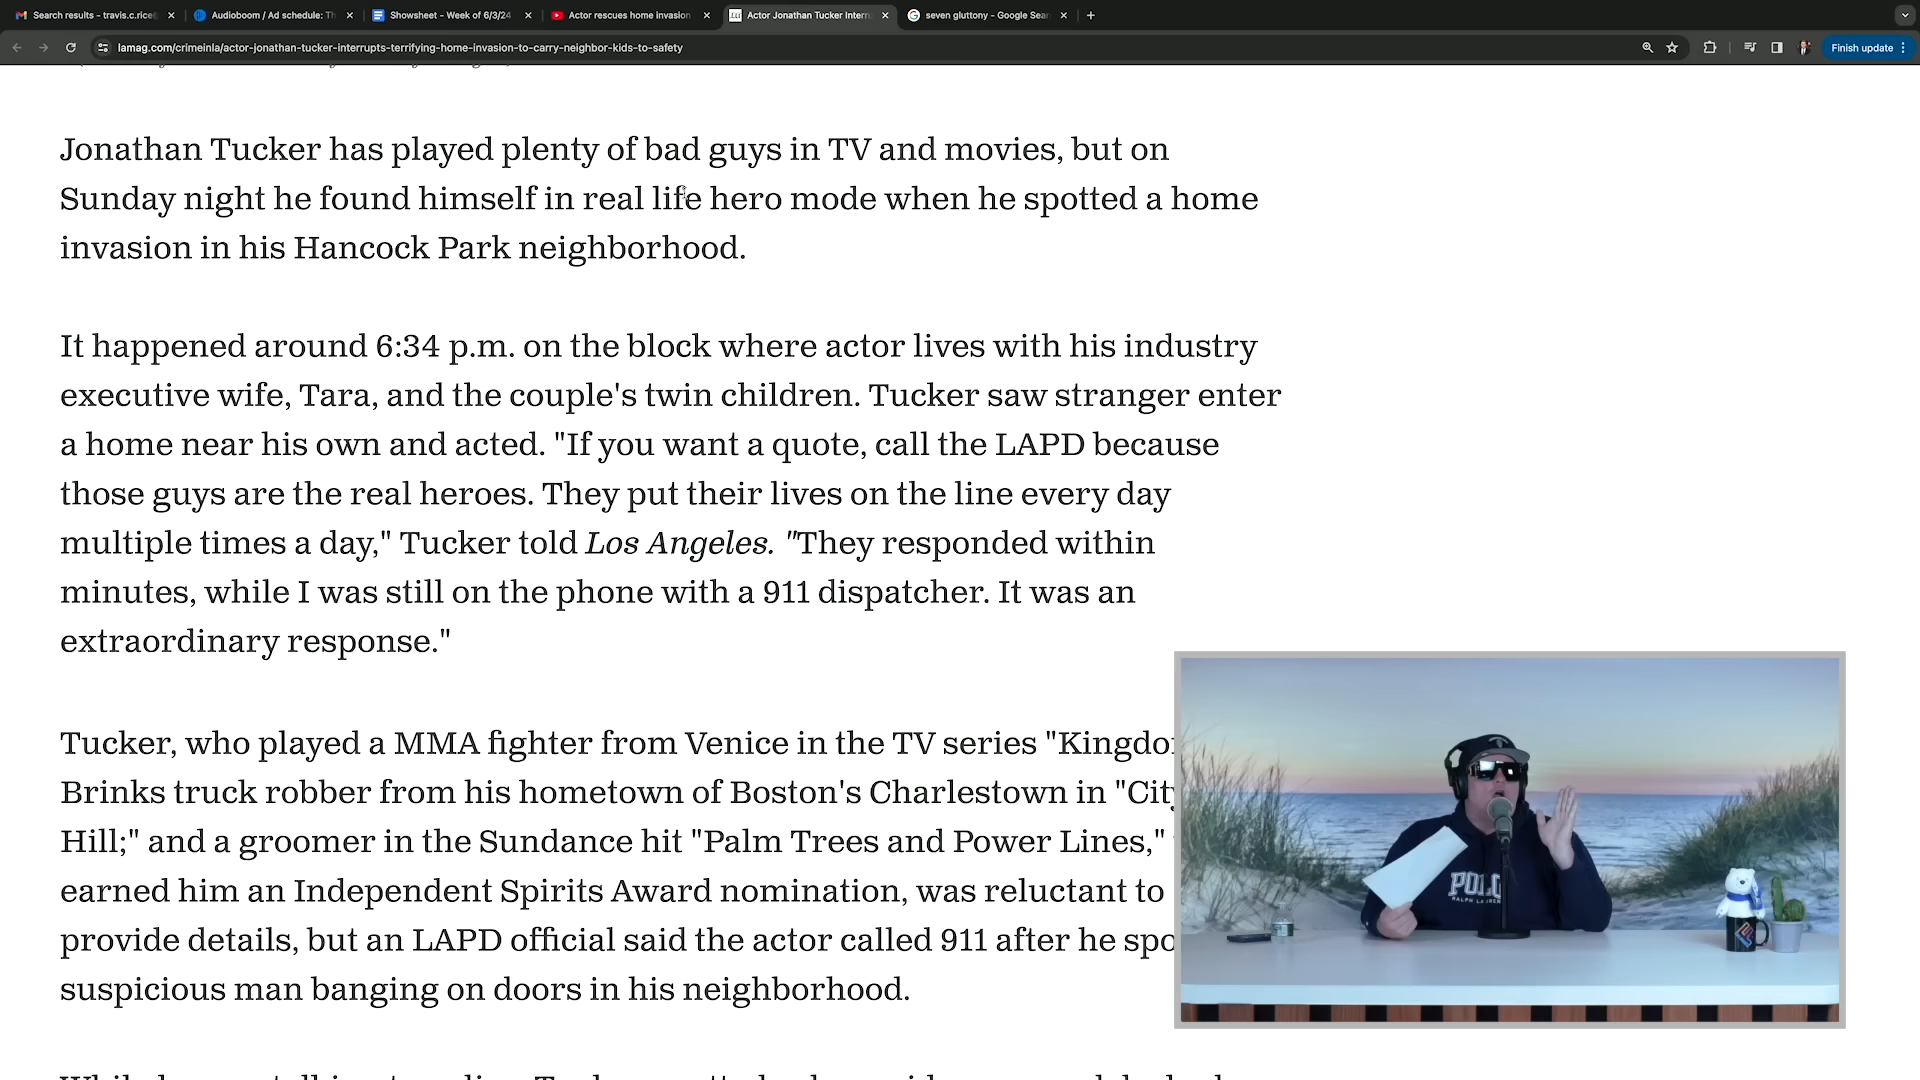 Search results - travis.c.rice
Audioboom / Ad schedule: Th
Showsheet - Week of 6/3/24
Actor rescues home invasion
Actor Jonathan Tucker Interru
seven gluttony - Google Sear
lamag.com/crimeinla/actor-jonathan-tucker-interrupts-terrifying-home-invasion-to-carry-neighbor-kids-to-safety
Finish update
Jonathan Tucker has played plenty of bad guys in TV and movies, but on
Sunday night he found himself in real life hero mode when he spotted a home
invasion in his Hancock Park neighborhood.
It happened around 6:34 p.m. on the block where actor lives with his industry
executive wife, Tara, and the couple's twin children. Tucker saw stranger enter
a home near his own and acted. "If you want a quote, call the LAPD because
those guys are the real heroes. They put their lives on the line every day
multiple times a day," Tucker told Los Angeles. "They responded within
minutes, while I was still on the phone with a 911 dispatcher. It was an
extraordinary response."
Tucker, who played a MMA fighter from Venice in the TV series "Kingdo
Brinks truck robber from his hometown of Boston's Charlestown in "City
Hill;" and a groomer in the Sundance hit "Palm Trees and Power Lines,"
earned him an Independent Spirits Award nomination, was reluctant to
provide details, but an LAPD official said the actor called 911 after he spo
suspicious man banging on doors in his neighborhood.
POLO
RALPH LAUREN